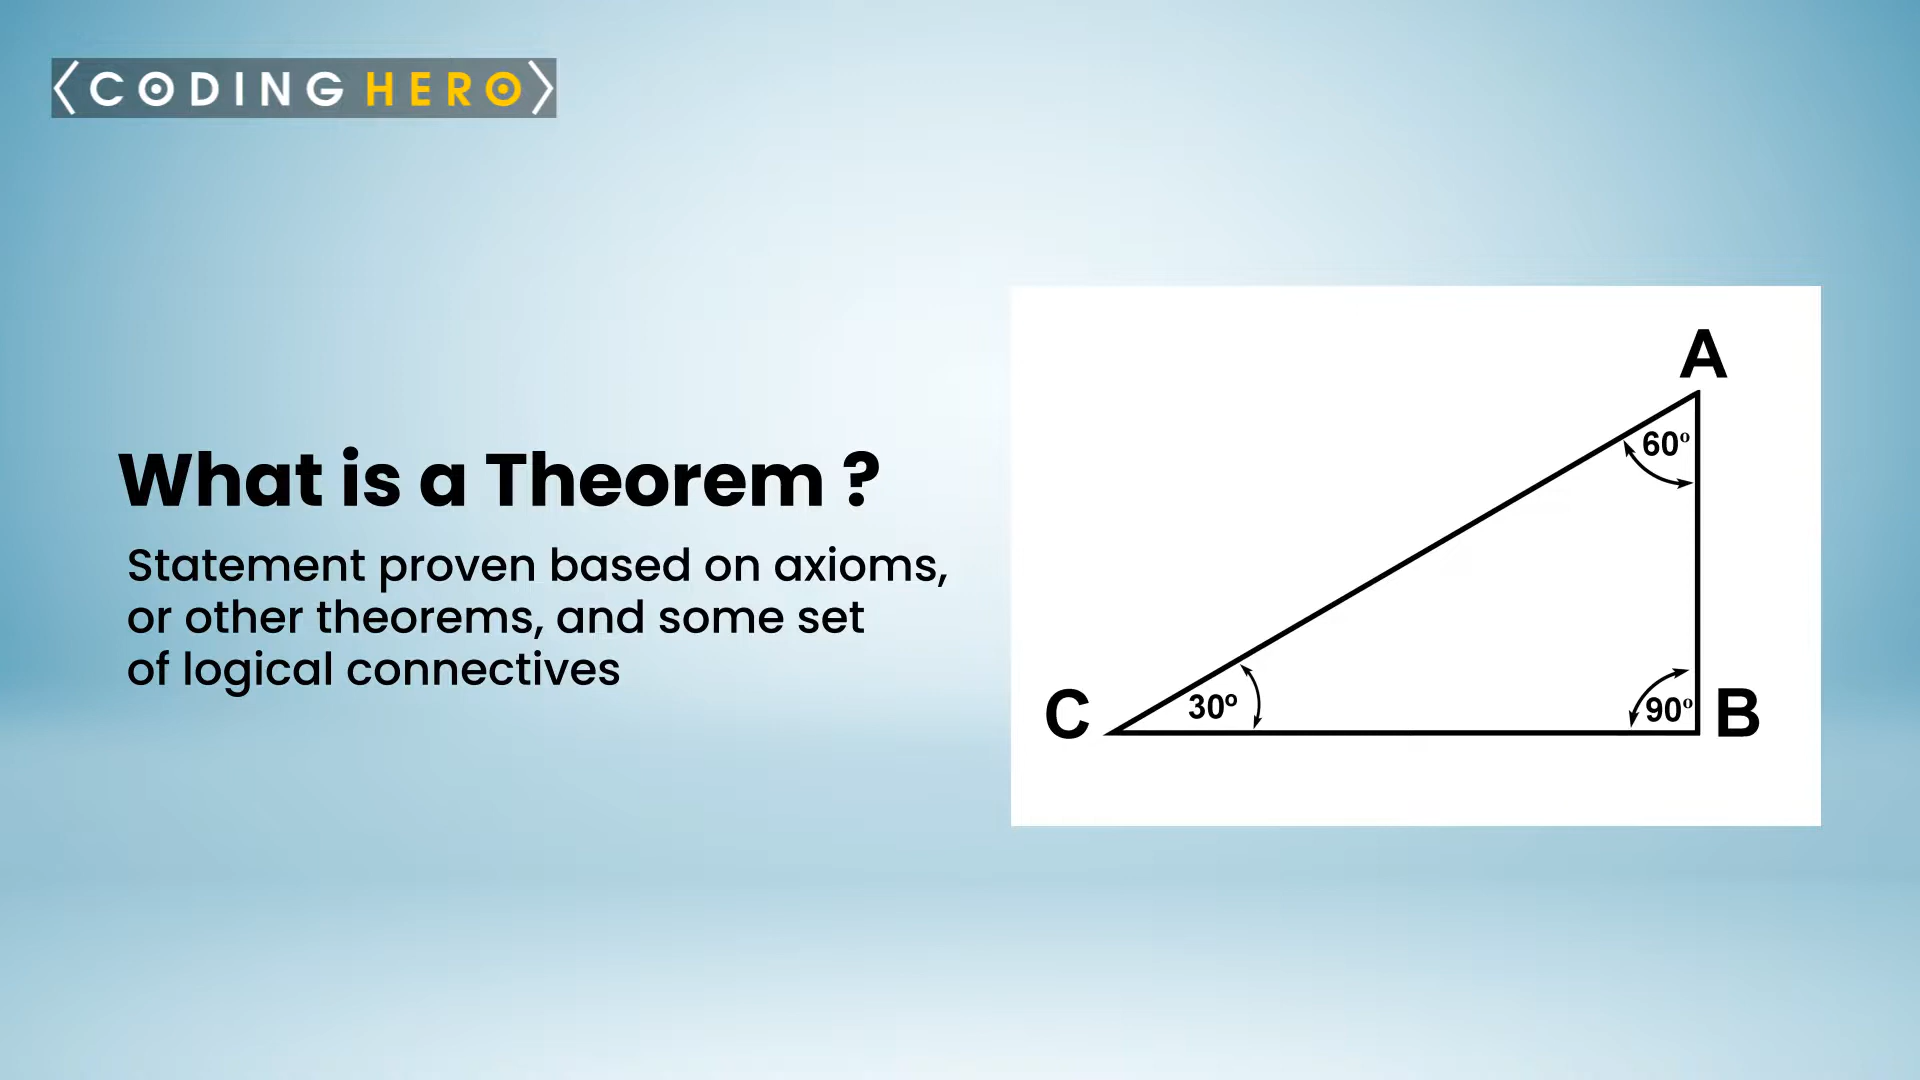 CODING HERO
What is a Theorem ?
Statement proven based on axioms,
or other theorems, and some set
of logical connectives
A
60º
C
30º
90º
B